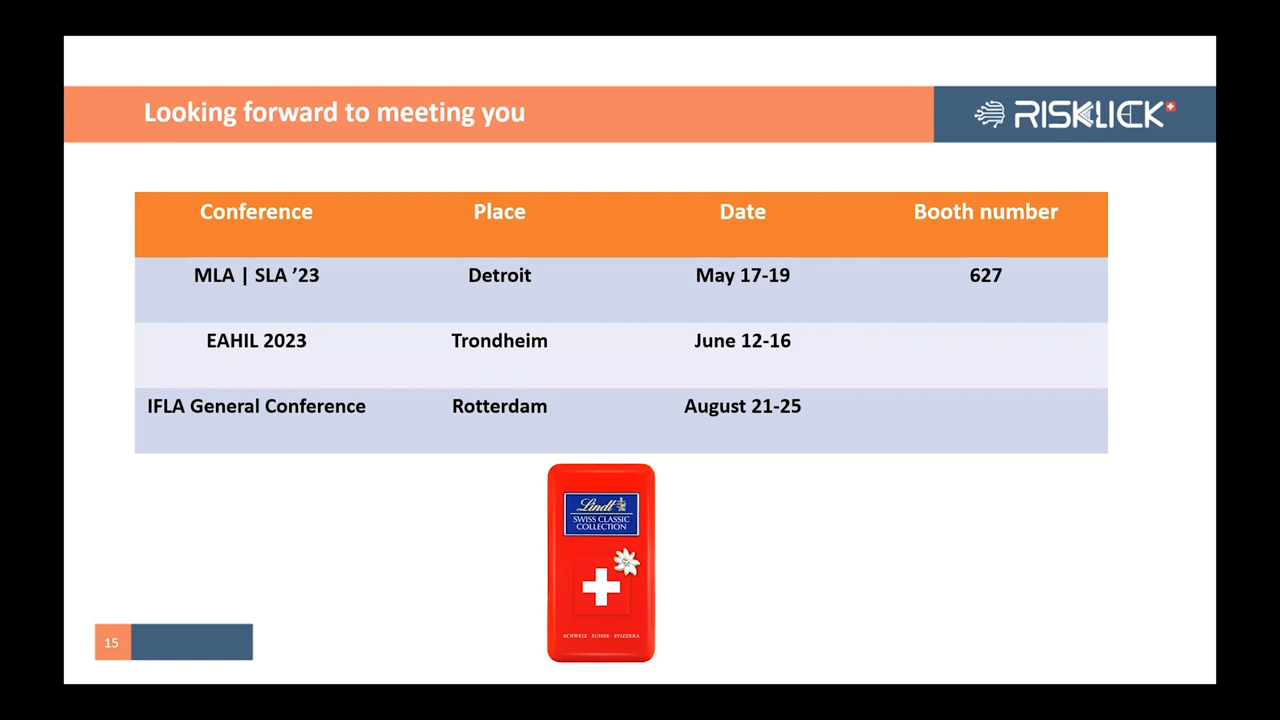 Looking forward to meeting you
RISKLICK
Conference Place Date Booth number
MLA | SLA ’23 Detroit May 17-19 627
EAHIL 2023 Trondheim June 12-16
IFLA General Conference Rotterdam August 21-25
Lindt
SWISS CLASSIC
COLLECTION
SCHWEIZ · SUISSE · SVIZZERA
15